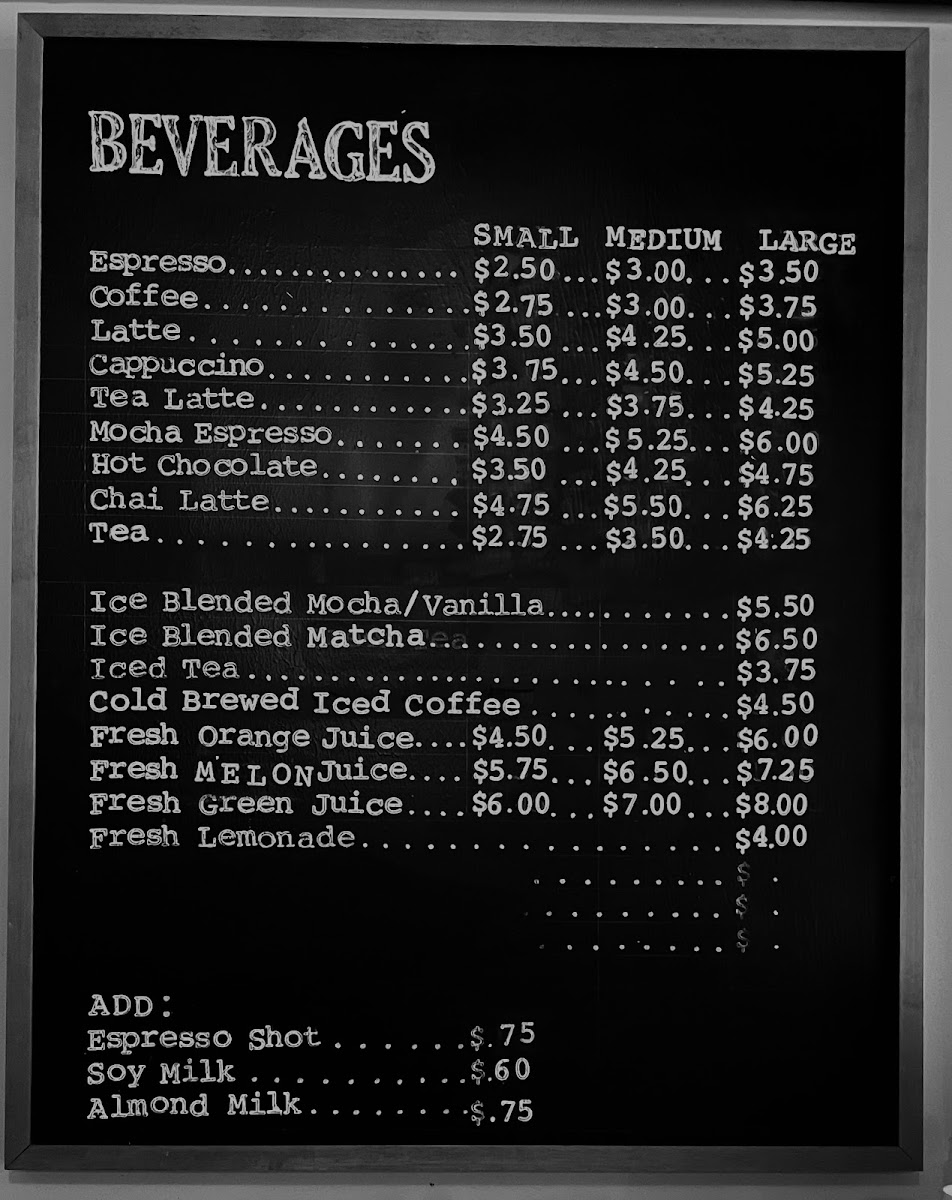 BEVERAGES
SMALL MEDIUM LARGE
Espresso............... $2.50 ...$3.00...$3.50
Coffee...............$2.75 ...$3.00...$3.75
Latte...............$3.50 ...$4.25...$5.00
Cappuccino...........$3.75...$4.50...$5.25
Tea Latte............$3.25 ...$3.75...$4.25
Mocha Espresso.......$4.50 ...$5.25...$6.00
Hot Chocolate........$3.50 ...$4.25...$4.75
Chai Latte...........$4.75 ...$5.50...$6.25
Tea................$2.75 ...$3.50...$4.25
Ice Blended Mocha/Vanilla...........$5.50
Ice Blended Matcha..................$6.50
Iced Tea............................$3.75
Cold Brewed Iced Coffee ..........$4.50
Fresh Orange Juice....$4.50...$5.25...$6.00
Fresh MELON Juice....$5.75...$6.50...$7.25
Fresh Green Juice....$6.00...$7.00...$8.00
Fresh Lemonade...................$4.00
..........$ .
..........$ .
.........$ .
ADD:
Espresso Shot .......$.75
Soy Milk ..........$.60
Almond Milk.........$.75